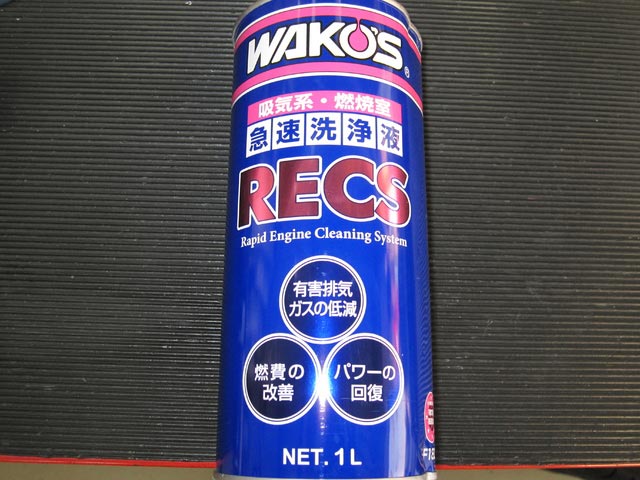 WAKO'S®
吸気系・燃焼室
急速洗浄液
RECS
Rapid Engine Cleaning System
有害排気
ガスの低減
燃費の
改善
パワーの
回復
NET. 1L